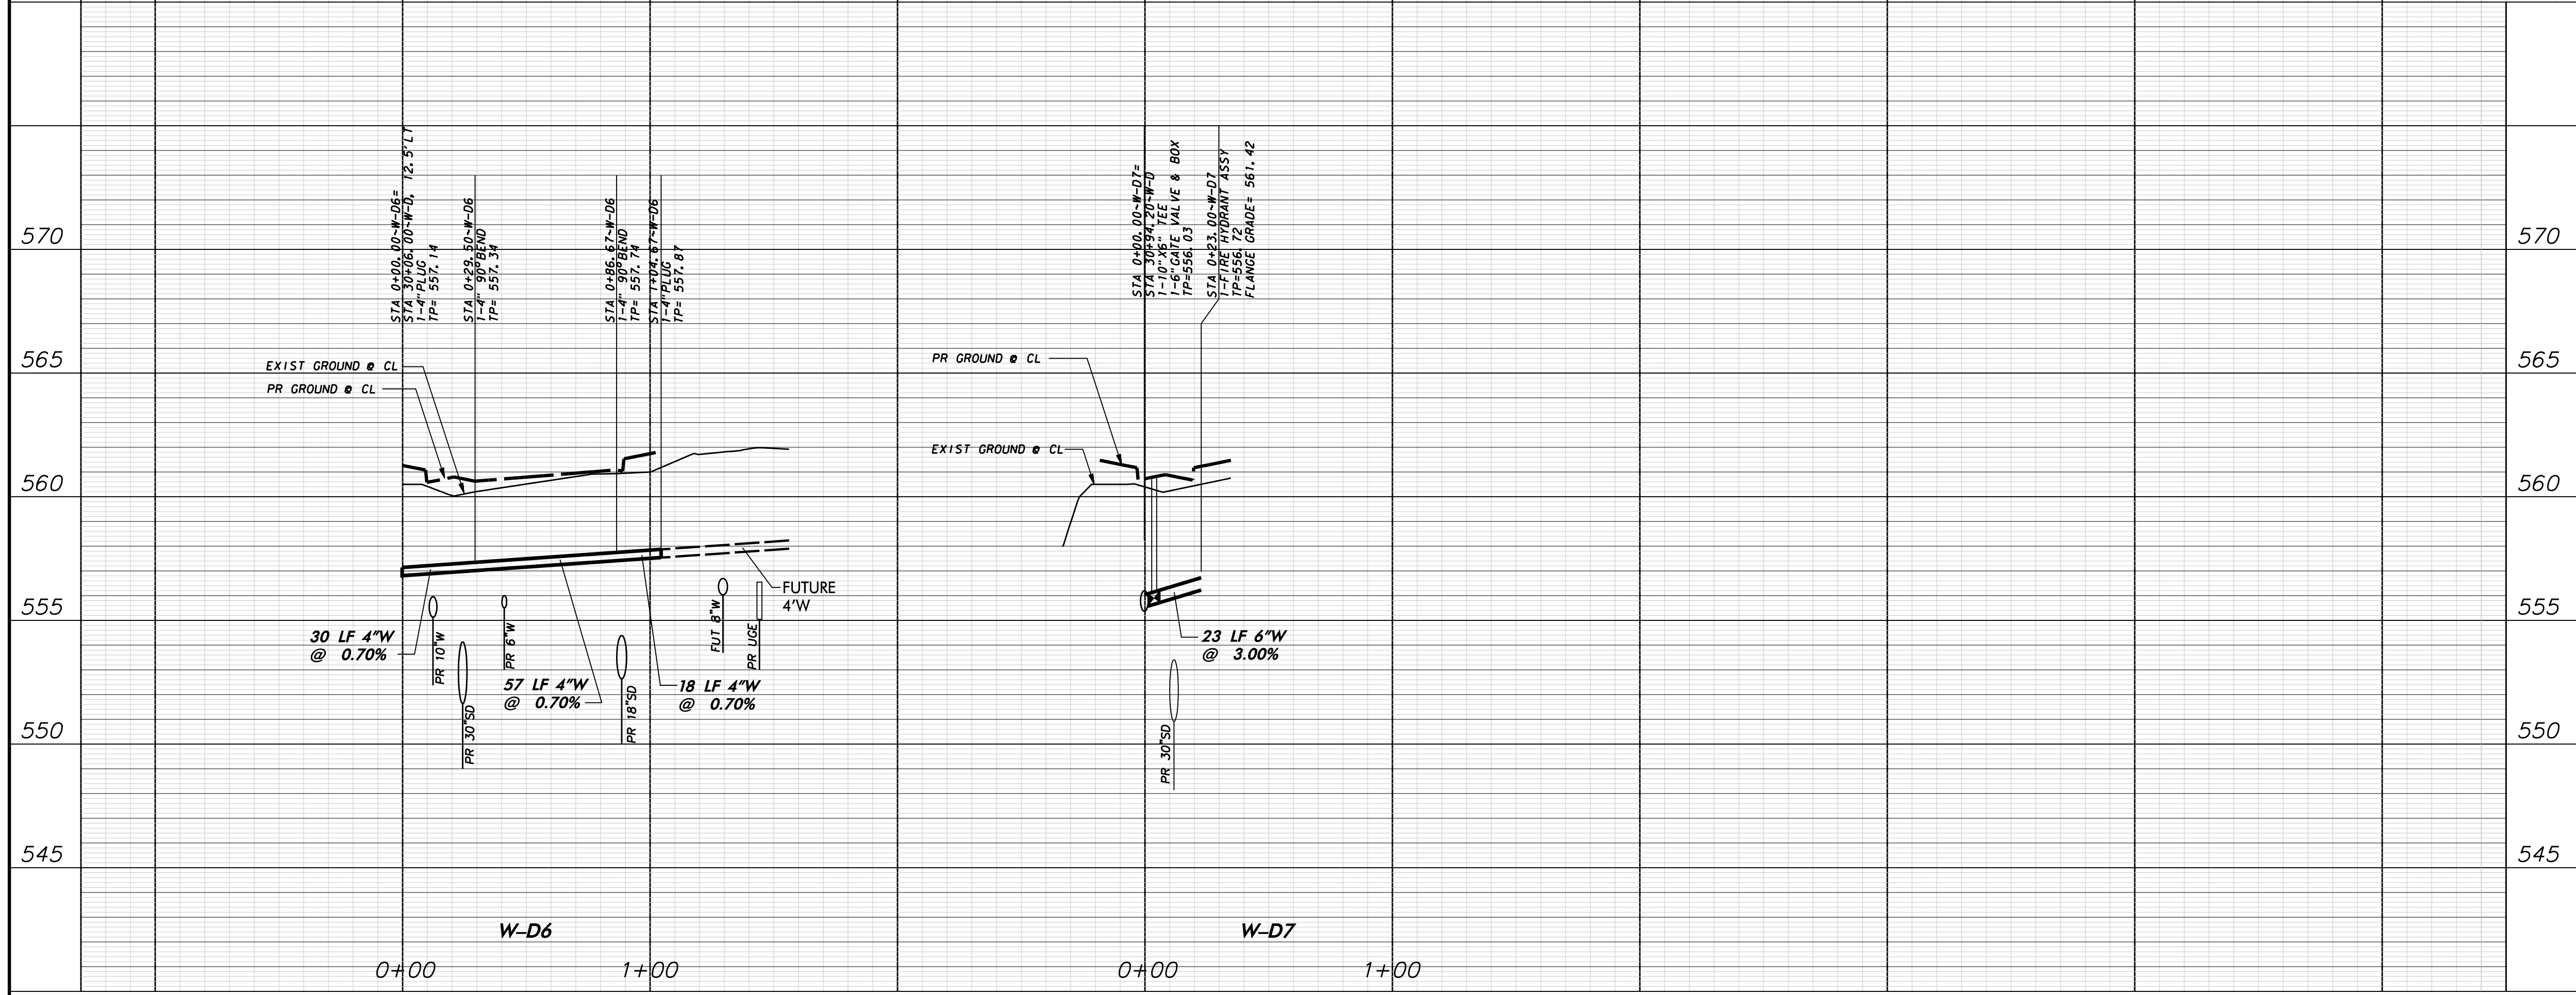 STA 0+00.00~W-D6=
STA 30+06.00~W-D, 12.5' LT
1-4"PLUG
TP= 557.14
STA 0+29.50~W-D6
1-4" 90°BEND
TP= 557.34
STA 0+86.67~W-D6
1-4" 90°BEND
TP= 557.74
STA 1+04.67~W-D6
1-4"PLUG
TP= 557.87
STA 0+00.00~W-D7=
STA 30+94.20~W-D
1-10"X6" TEE
1-6"GATE VALVE & BOX
TP=556.03
STA 0+23.00~W-D7
1-FIRE HYDRANT ASSY
TP=556.72
FLANGE GRADE= 561.42
570
570
565
565
EXIST GROUND @ CL
PR GROUND @ CL
PR GROUND @ CL
EXIST GROUND @ CL
560
560
555
555
FUTURE
4'W
30 LF 4"W
@ 0.70%
PR 10"W
PR 30"SD
PR 6"W
57 LF 4"W
@ 0.70%
PR 18"SD
18 LF 4"W
@ 0.70%
FUT 8"W
PR UGE
23 LF 6"W
@ 3.00%
PR 30"SD
550
550
545
545
W-D6
W-D7
0+00
1+00
0+00
1+00